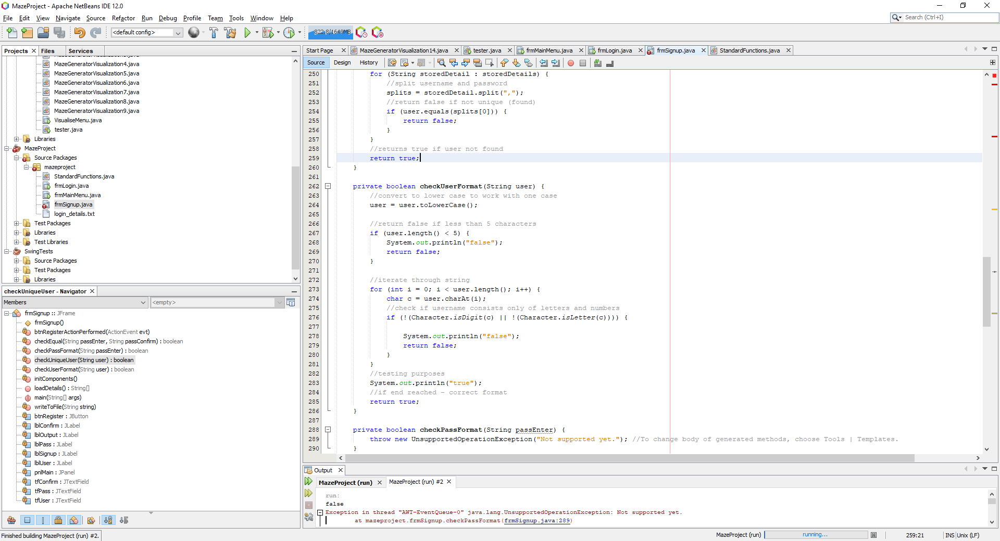 MazeProject - Apache NetBeans IDE 12.0
File Edit View Navigate Source Refactor Run Debug Profile Team Tools Window Help
Search (Ctrl+I)
<default config>
822.8/1649MB
Projects Files Services
MazeGeneratorVisualization4.java
MazeGeneratorVisualization5.java
MazeGeneratorVisualization6.java
MazeGeneratorVisualization7.java
MazeGeneratorVisualization8.java
MazeGeneratorVisualization9.java
VisualiseMenu.java
tester.java
Libraries
MazeProject
Source Packages
mazeproject
StandardFunctions.java
frmLogin.java
frmMainMenu.java
frmSignup.java
login_details.txt
Test Packages
Libraries
Test Libraries
SwingTests
Source Packages
Test Packages
Libraries
checkUniqueUser - Navigator
Members
<empty>
frmSignup :: JFrame
frmSignup()
btnRegisterActionPerformed(ActionEvent evt)
checkEqual(String passEnter, String passConfirm) : boolean
checkPassFormat(String passEnter) : boolean
checkUniqueUser(String user) : boolean
checkUserFormat(String user) : boolean
initComponents()
loadDetails() : String[]
main(String[] args)
writeToFile(String string)
btnRegister : JButton
lblConfirm : JLabel
lblOutput : JLabel
lblPass : JLabel
lblSignup : JLabel
lblUser : JLabel
pnlMain : JPanel
tfConfirm : JTextField
tfPass : JTextField
tfUser : JTextField
Start Page MazeGeneratorVisualization14.java tester.java frmMainMenu.java frmLogin.java frmSignup.java StandardFunctions.java
Source Design History
250 for (String storedDetail : storedDetails) {
251 //split username and password
252 splits = storedDetail.split(",");
253 //return false if not unique (found)
254 if (user.equals(splits[0])) {
255 return false;
256 }
257 }
258 //returns true if user not found
259 return true;
260 }
261
262 private boolean checkUserFormat(String user) {
263 //convert to lower case to work with one case
264 user = user.toLowerCase();
265
266 //return false if less than 5 characters
267 if (user.length() < 5) {
268 System.out.println("false");
269 return false;
270 }
271
272 //iterate through string
273 for (int i = 0; i < user.length(); i++) {
274 char c = user.charAt(i);
275 //check if username consists only of letters and numbers
276 if (!(Character.isDigit(c) || !(Character.isLetter(c)))) {
277
278 System.out.println("false");
279 return false;
280 }
281 }
282 //testing purposes
283 System.out.println("true");
284 //if end reached - correct format
285 return true;
286 }
287
288 private boolean checkPassFormat(String passEnter) {
289 throw new UnsupportedOperationException("Not supported yet."); //To change body of generated methods, choose Tools | Templates.
290 }
Output
MazeProject (run) MazeProject (run) #2
run:
false
Exception in thread "AWT-EventQueue-0" java.lang.UnsupportedOperationException: Not supported yet.
at mazeproject.frmSignup.checkPassFormat(frmSignup.java:289)
Finished building MazeProject (run) #2.
MazeProject (run) running... 259:21 INS Unix (LF)